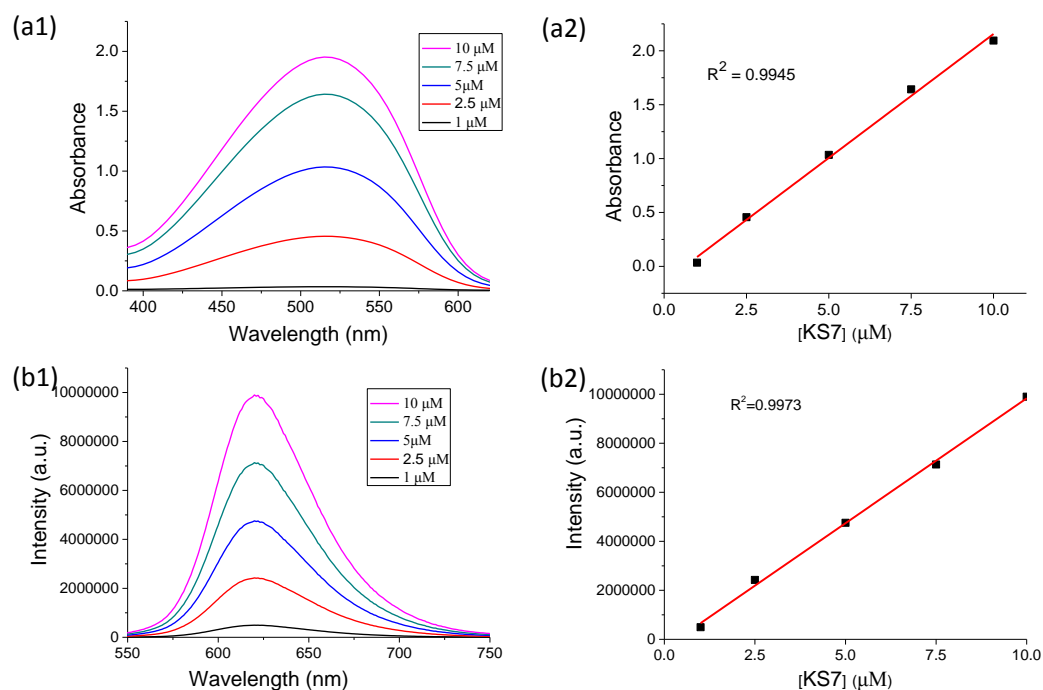 (a1)
2.0
1.5
1.0
0.5
0.0
Absorbance
400 450 500 550 600
Wavelength (nm)
10 μM
7.5 μM
5μM
2.5 μM
1 μM
(a2)
2.0
1.5
1.0
0.5
0.0
Absorbance
R² = 0.9945
0.0 2.5 5.0 7.5 10.0
[KS7] (μM)
(b1)
10000000
8000000
6000000
4000000
2000000
0
Intensity (a.u.)
550 600 650 700 750
Wavelength (nm)
10 μM
7.5 μM
5μM
2.5 μM
1 μM
(b2)
10000000
8000000
6000000
4000000
2000000
0
Intensity (a.u.)
R²=0.9973
0.0 2.5 5.0 7.5 10.0
[KS7] (μM)